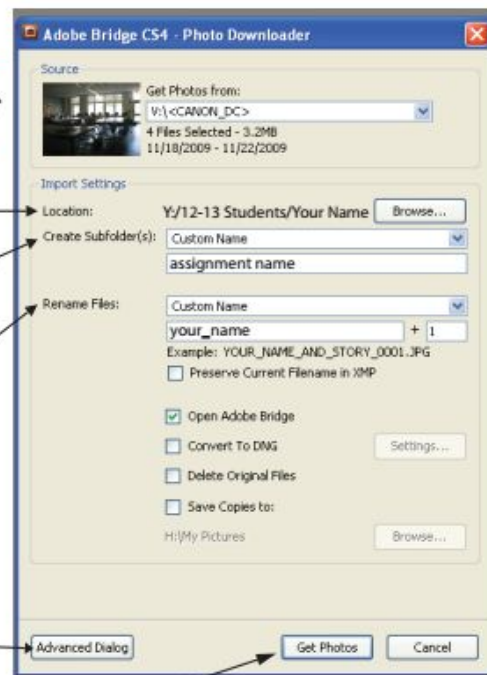 Adobe Bridge CS4 - Photo Downloader
Source
Get Photos from:
V:\<CANON_DC>
4 Files Selected - 3.2MB
11/18/2009 - 11/22/2009
Import Settings
Location: Y:/12-13 Students/Your Name Browse...
Create Subfolder(s): Custom Name
assignment name
Rename Files: Custom Name
your_name + 1
Example: YOUR_NAME_AND_STORY_0001.JPG
Preserve Current Filename in XMP
Open Adobe Bridge
Convert To DNG Settings...
Delete Original Files
Save Copies to:
H:\My Pictures Browse...
Advanced Dialog Get Photos Cancel